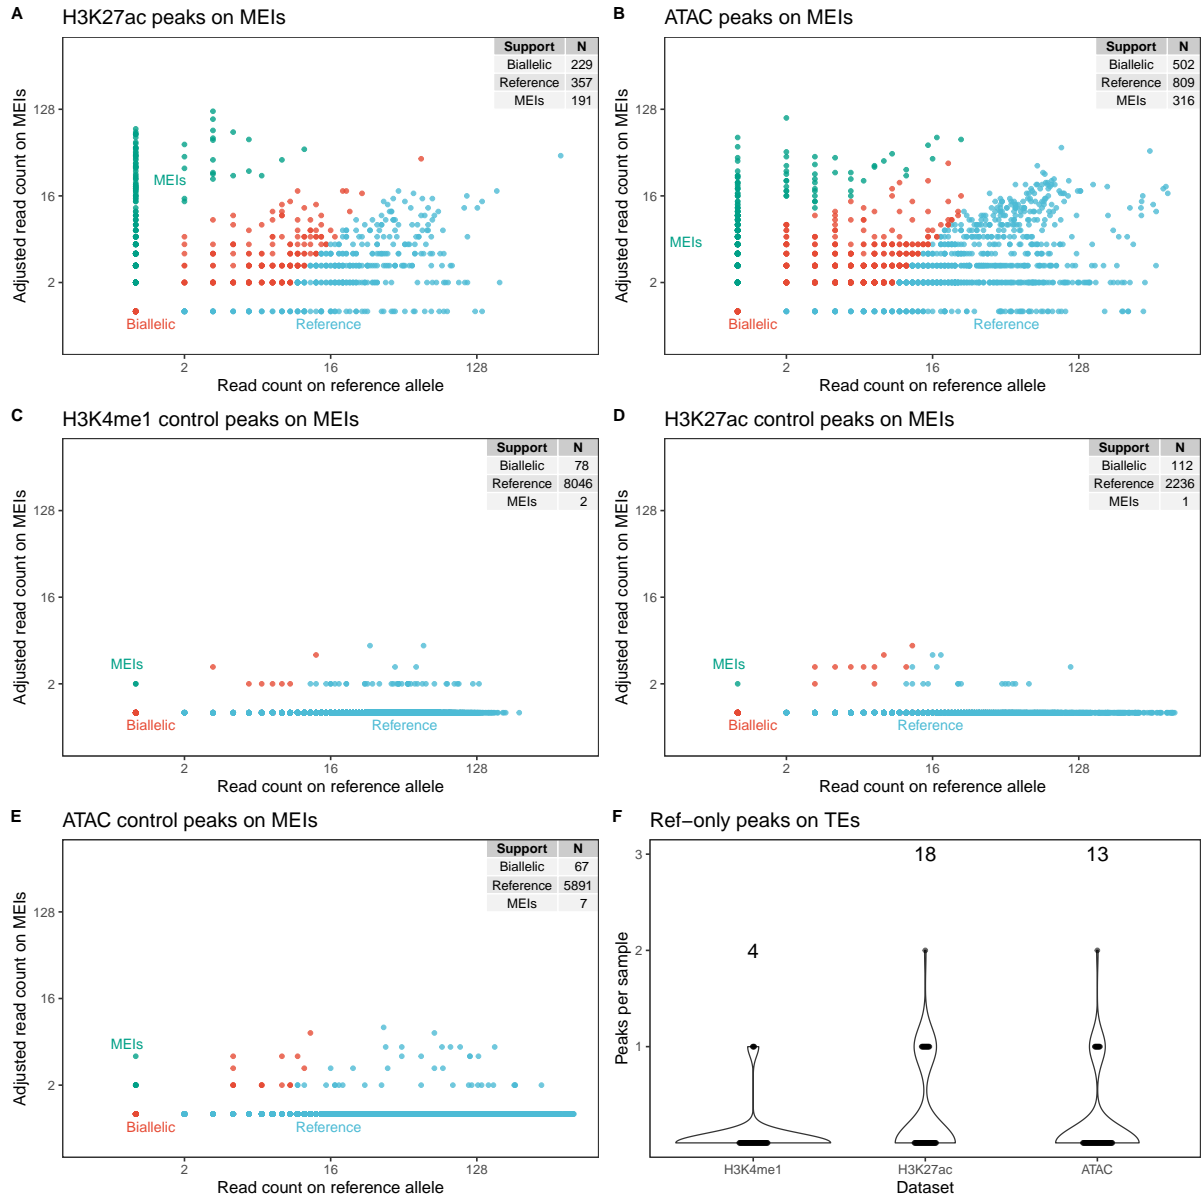 A H3K27ac peaks on MEIs
Support N
Biallelic 229
Reference 357
MEIs 191
128
16
2
Adjusted read count on MEIs
MEIs
Biallelic
Reference
2 16 128
Read count on reference allele
B ATAC peaks on MEIs
Support N
Biallelic 502
Reference 809
MEIs 316
128
16
2
Adjusted read count on MEIs
MEIs
Biallelic
Reference
2 16 128
Read count on reference allele
C H3K4me1 control peaks on MEIs
Support N
Biallelic 78
Reference 8046
MEIs 2
128
16
2
Adjusted read count on MEIs
MEIs
Biallelic
Reference
2 16 128
Read count on reference allele
D H3K27ac control peaks on MEIs
Support N
Biallelic 112
Reference 2236
MEIs 1
128
16
2
Adjusted read count on MEIs
MEIs
Biallelic
Reference
2 16 128
Read count on reference allele
E ATAC control peaks on MEIs
Support N
Biallelic 67
Reference 5891
MEIs 7
128
16
2
Adjusted read count on MEIs
MEIs
Biallelic
Reference
2 16 128
Read count on reference allele
F Ref−only peaks on TEs
3
2
1
0
Peaks per sample
4
18
13
H3K4me1 H3K27ac ATAC
Dataset